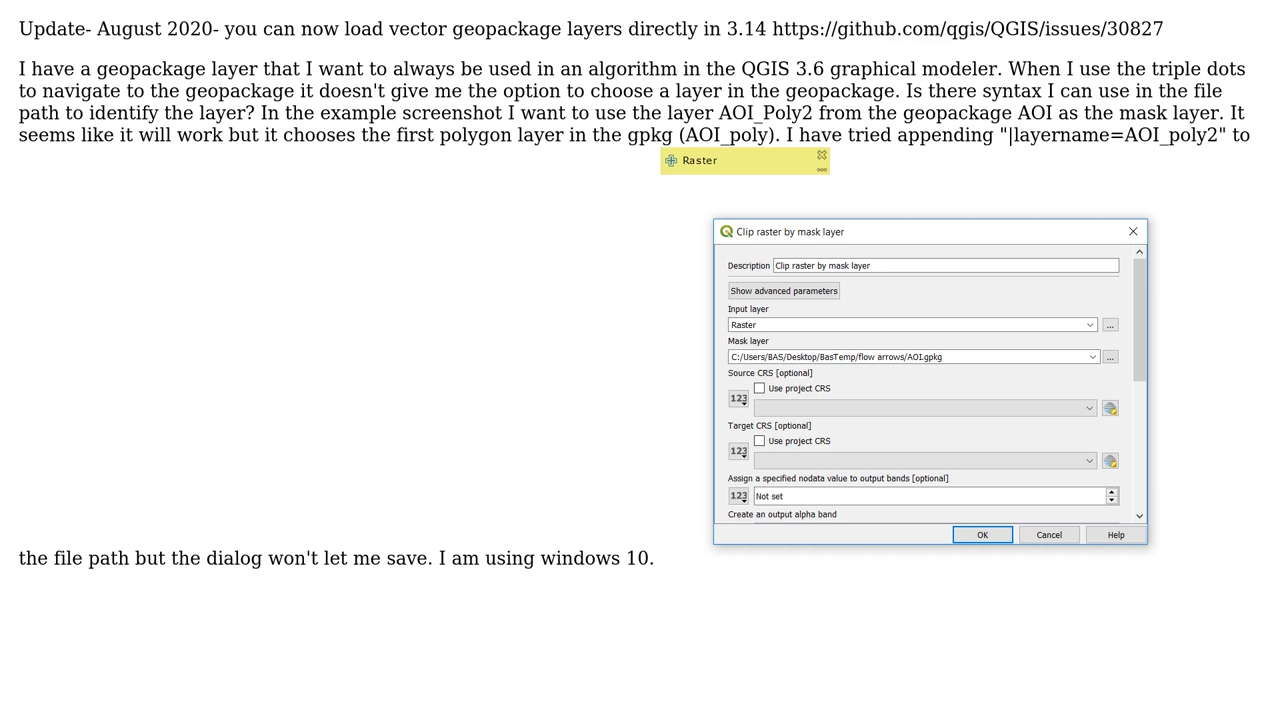 Update- August 2020- you can now load vector geopackage layers directly in 3.14 https://github.com/qgis/QGIS/issues/30827
I have a geopackage layer that I want to always be used in an algorithm in the QGIS 3.6 graphical modeler. When I use the triple dots
to navigate to the geopackage it doesn't give me the option to choose a layer in the geopackage. Is there syntax I can use in the file
path to identify the layer? In the example screenshot I want to use the layer AOI_Poly2 from the geopackage AOI as the mask layer. It
seems like it will work but it chooses the first polygon layer in the gpkg (AOI_poly). I have tried appending "|layername=AOI_poly2" to
Raster
Clip raster by mask layer
Description Clip raster by mask layer
Show advanced parameters
Input layer
Raster
...
Mask layer
C:/Users/BAS/Desktop/BasTemp/flow arrows/AOI.gpkg
...
Source CRS [optional]
123 Use project CRS
Target CRS [optional]
123 Use project CRS
Assign a specified nodata value to output bands [optional]
123 Not set
Create an output alpha band
OK Cancel Help
the file path but the dialog won't let me save. I am using windows 10.